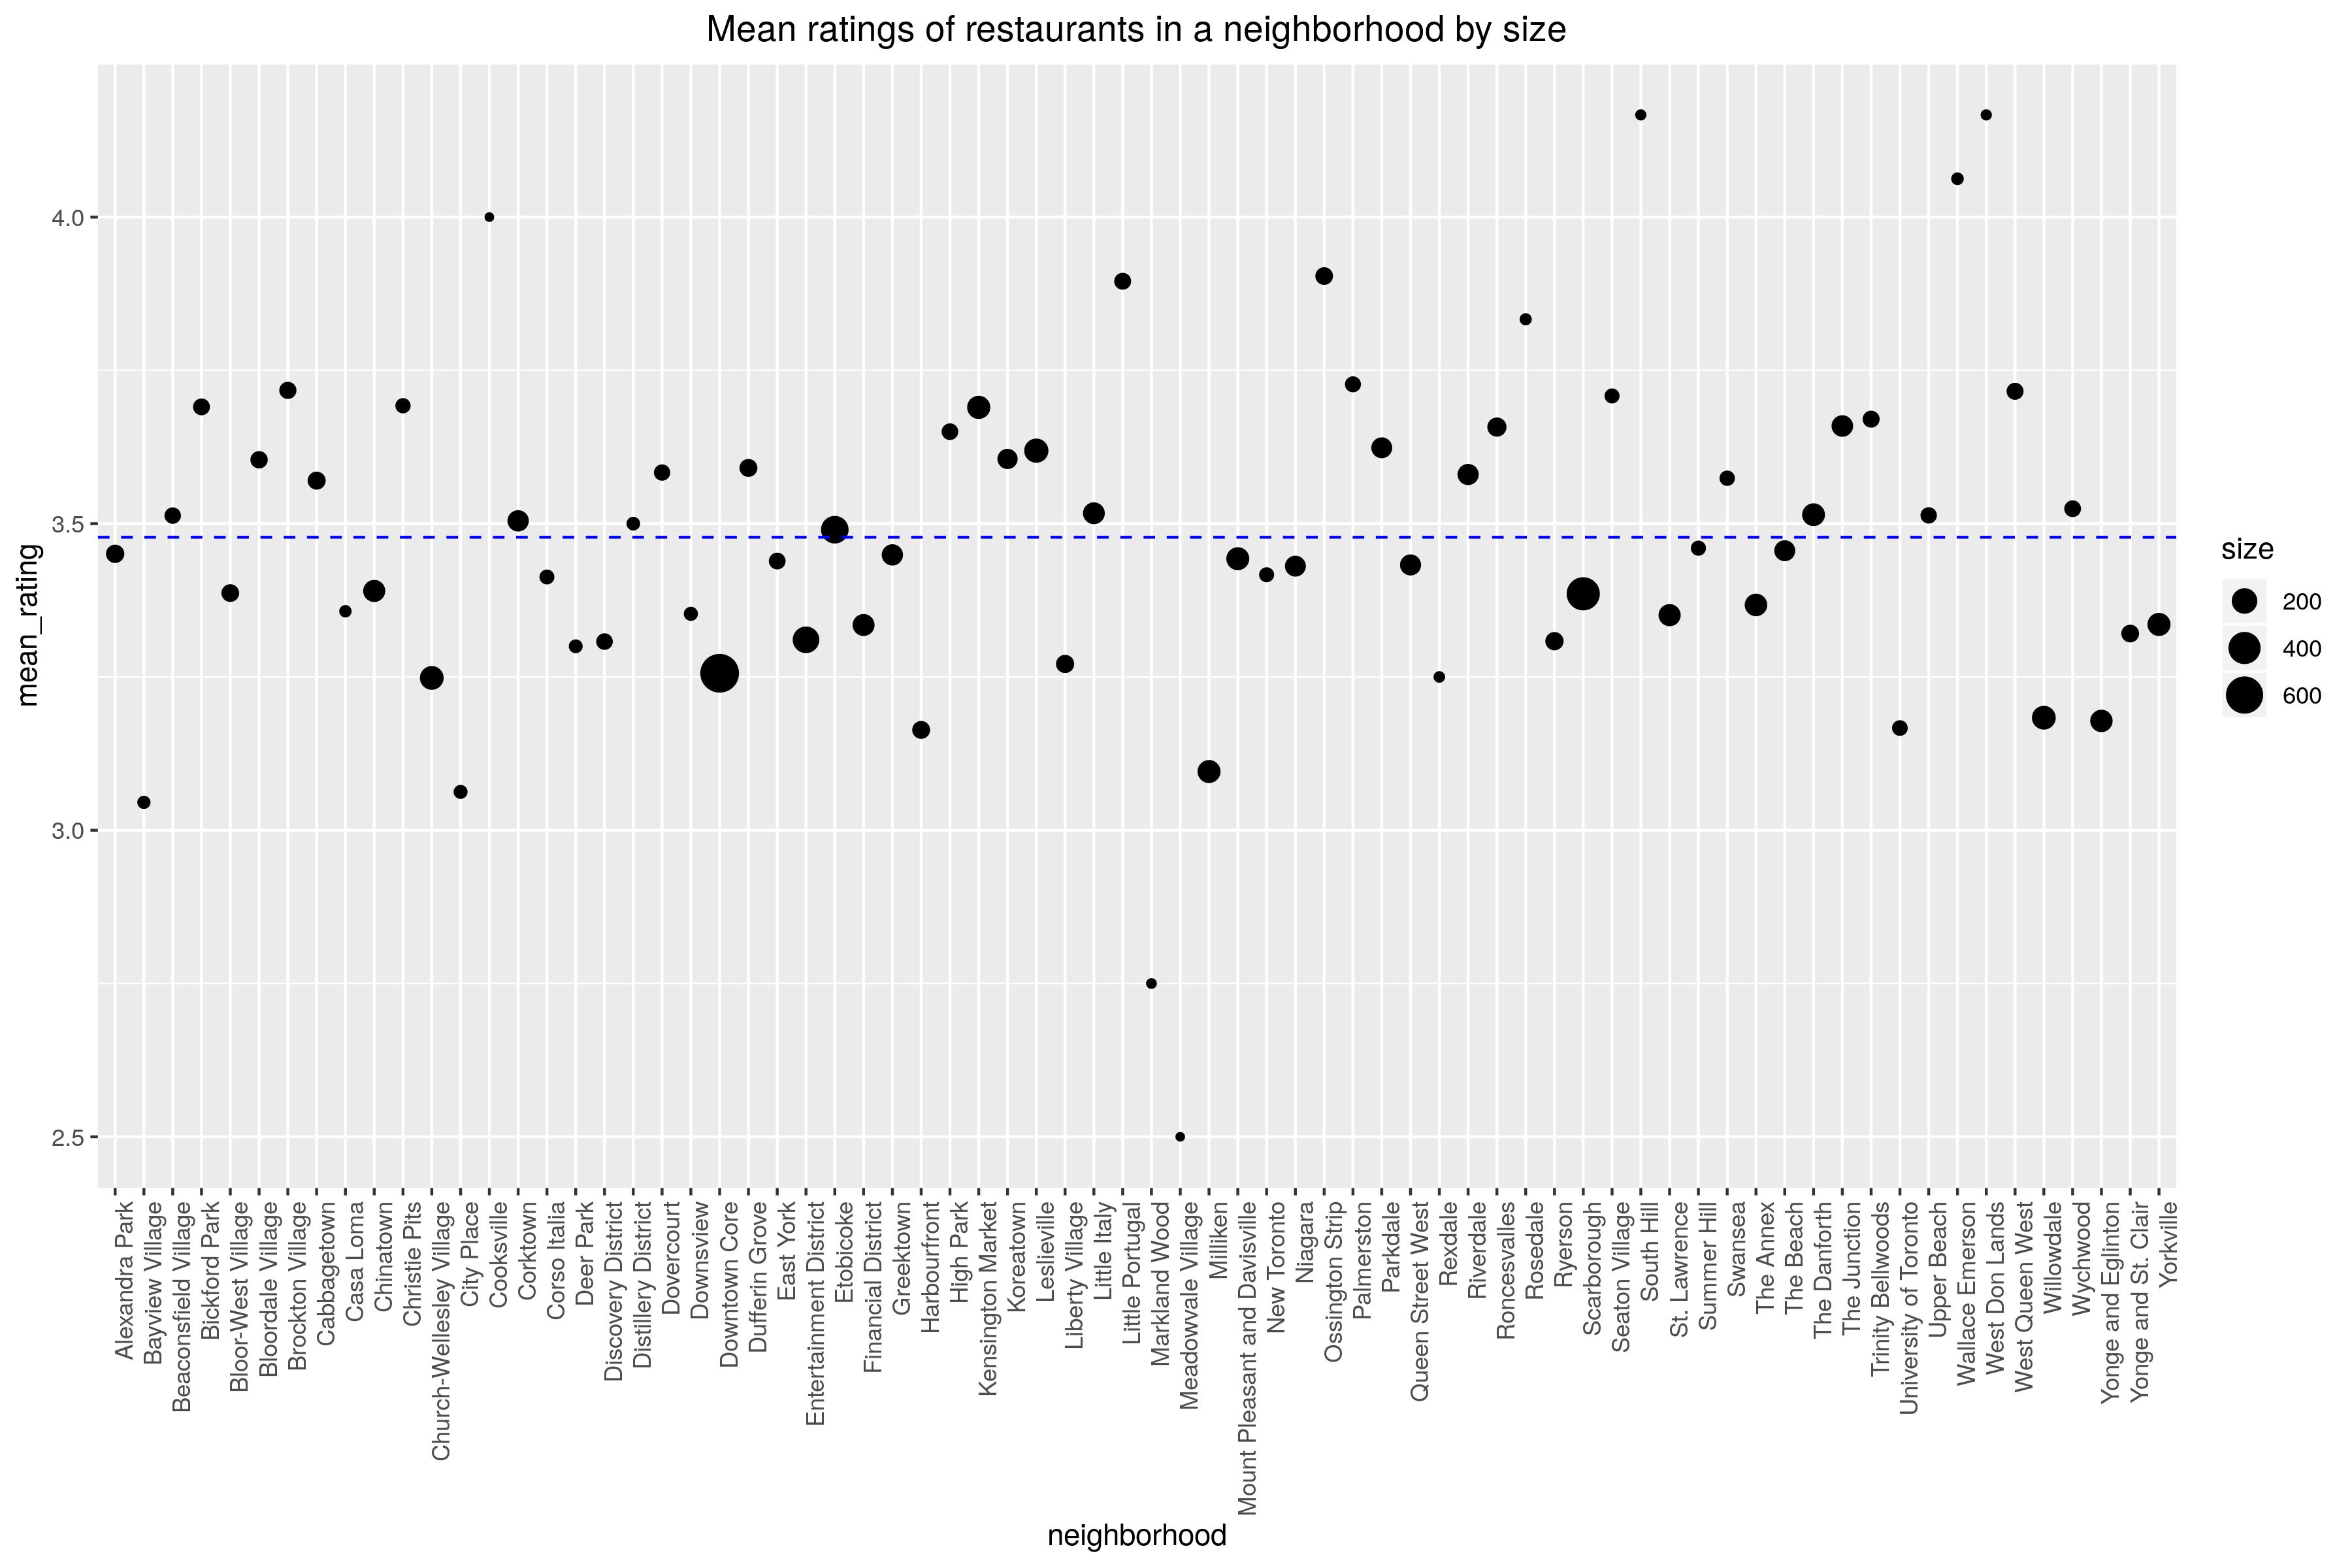 Mean ratings of restaurants in a neighborhood by size
mean_rating
4.0
3.5
3.0
2.5
size
200
400
600
Alexandra Park
Bayview Village
Beaconsfield Village
Bickford Park
Bloor-West Village
Bloordale Village
Brockton Village
Cabbagetown
Casa Loma
Chinatown
Christie Pits
Church-Wellesley Village
City Place
Cooksville
Corktown
Corso Italia
Deer Park
Discovery District
Distillery District
Dovercourt
Downsview
Downtown Core
Dufferin Grove
East York
Entertainment District
Etobicoke
Financial District
Greektown
Harbourfront
High Park
Kensington Market
Koreatown
Leslieville
Liberty Village
Little Italy
Little Portugal
Markland Wood
Meadowvale Village
Milliken
Mount Pleasant and Davisville
New Toronto
Niagara
Ossington Strip
Palmerston
Parkdale
Queen Street West
Rexdale
Riverdale
Roncesvalles
Rosedale
Ryerson
Scarborough
Seaton Village
South Hill
St. Lawrence
Summer Hill
Swansea
The Annex
The Beach
The Danforth
The Junction
Trinity Bellwoods
University of Toronto
Upper Beach
Wallace Emerson
West Don Lands
West Queen West
Willowdale
Wychwood
Yonge and Eglinton
Yonge and St. Clair
Yorkville
neighborhood